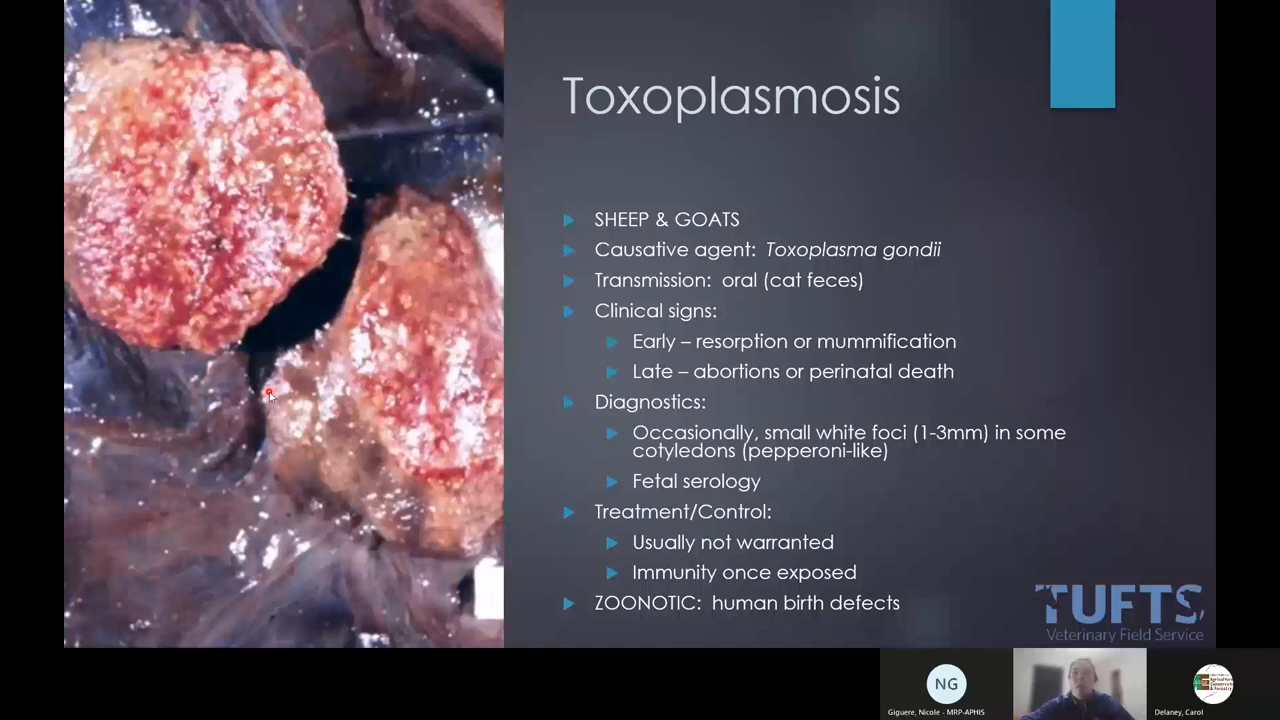 Toxoplasmosis
SHEEP & GOATS
Causative agent: Toxoplasma gondii
Transmission: oral (cat feces)
Clinical signs:
Early – resorption or mummification
Late – abortions or perinatal death
Diagnostics:
Occasionally, small white foci (1-3mm) in some
cotyledons (pepperoni-like)
Fetal serology
Treatment/Control:
Usually not warranted
Immunity once exposed
ZOONOTIC: human birth defects
TUFTS
Veterinary Field Service
NG
Giguere, Nicole - MRP-APHIS
Agriculture
Conservation
& Forestry
Delaney, Carol